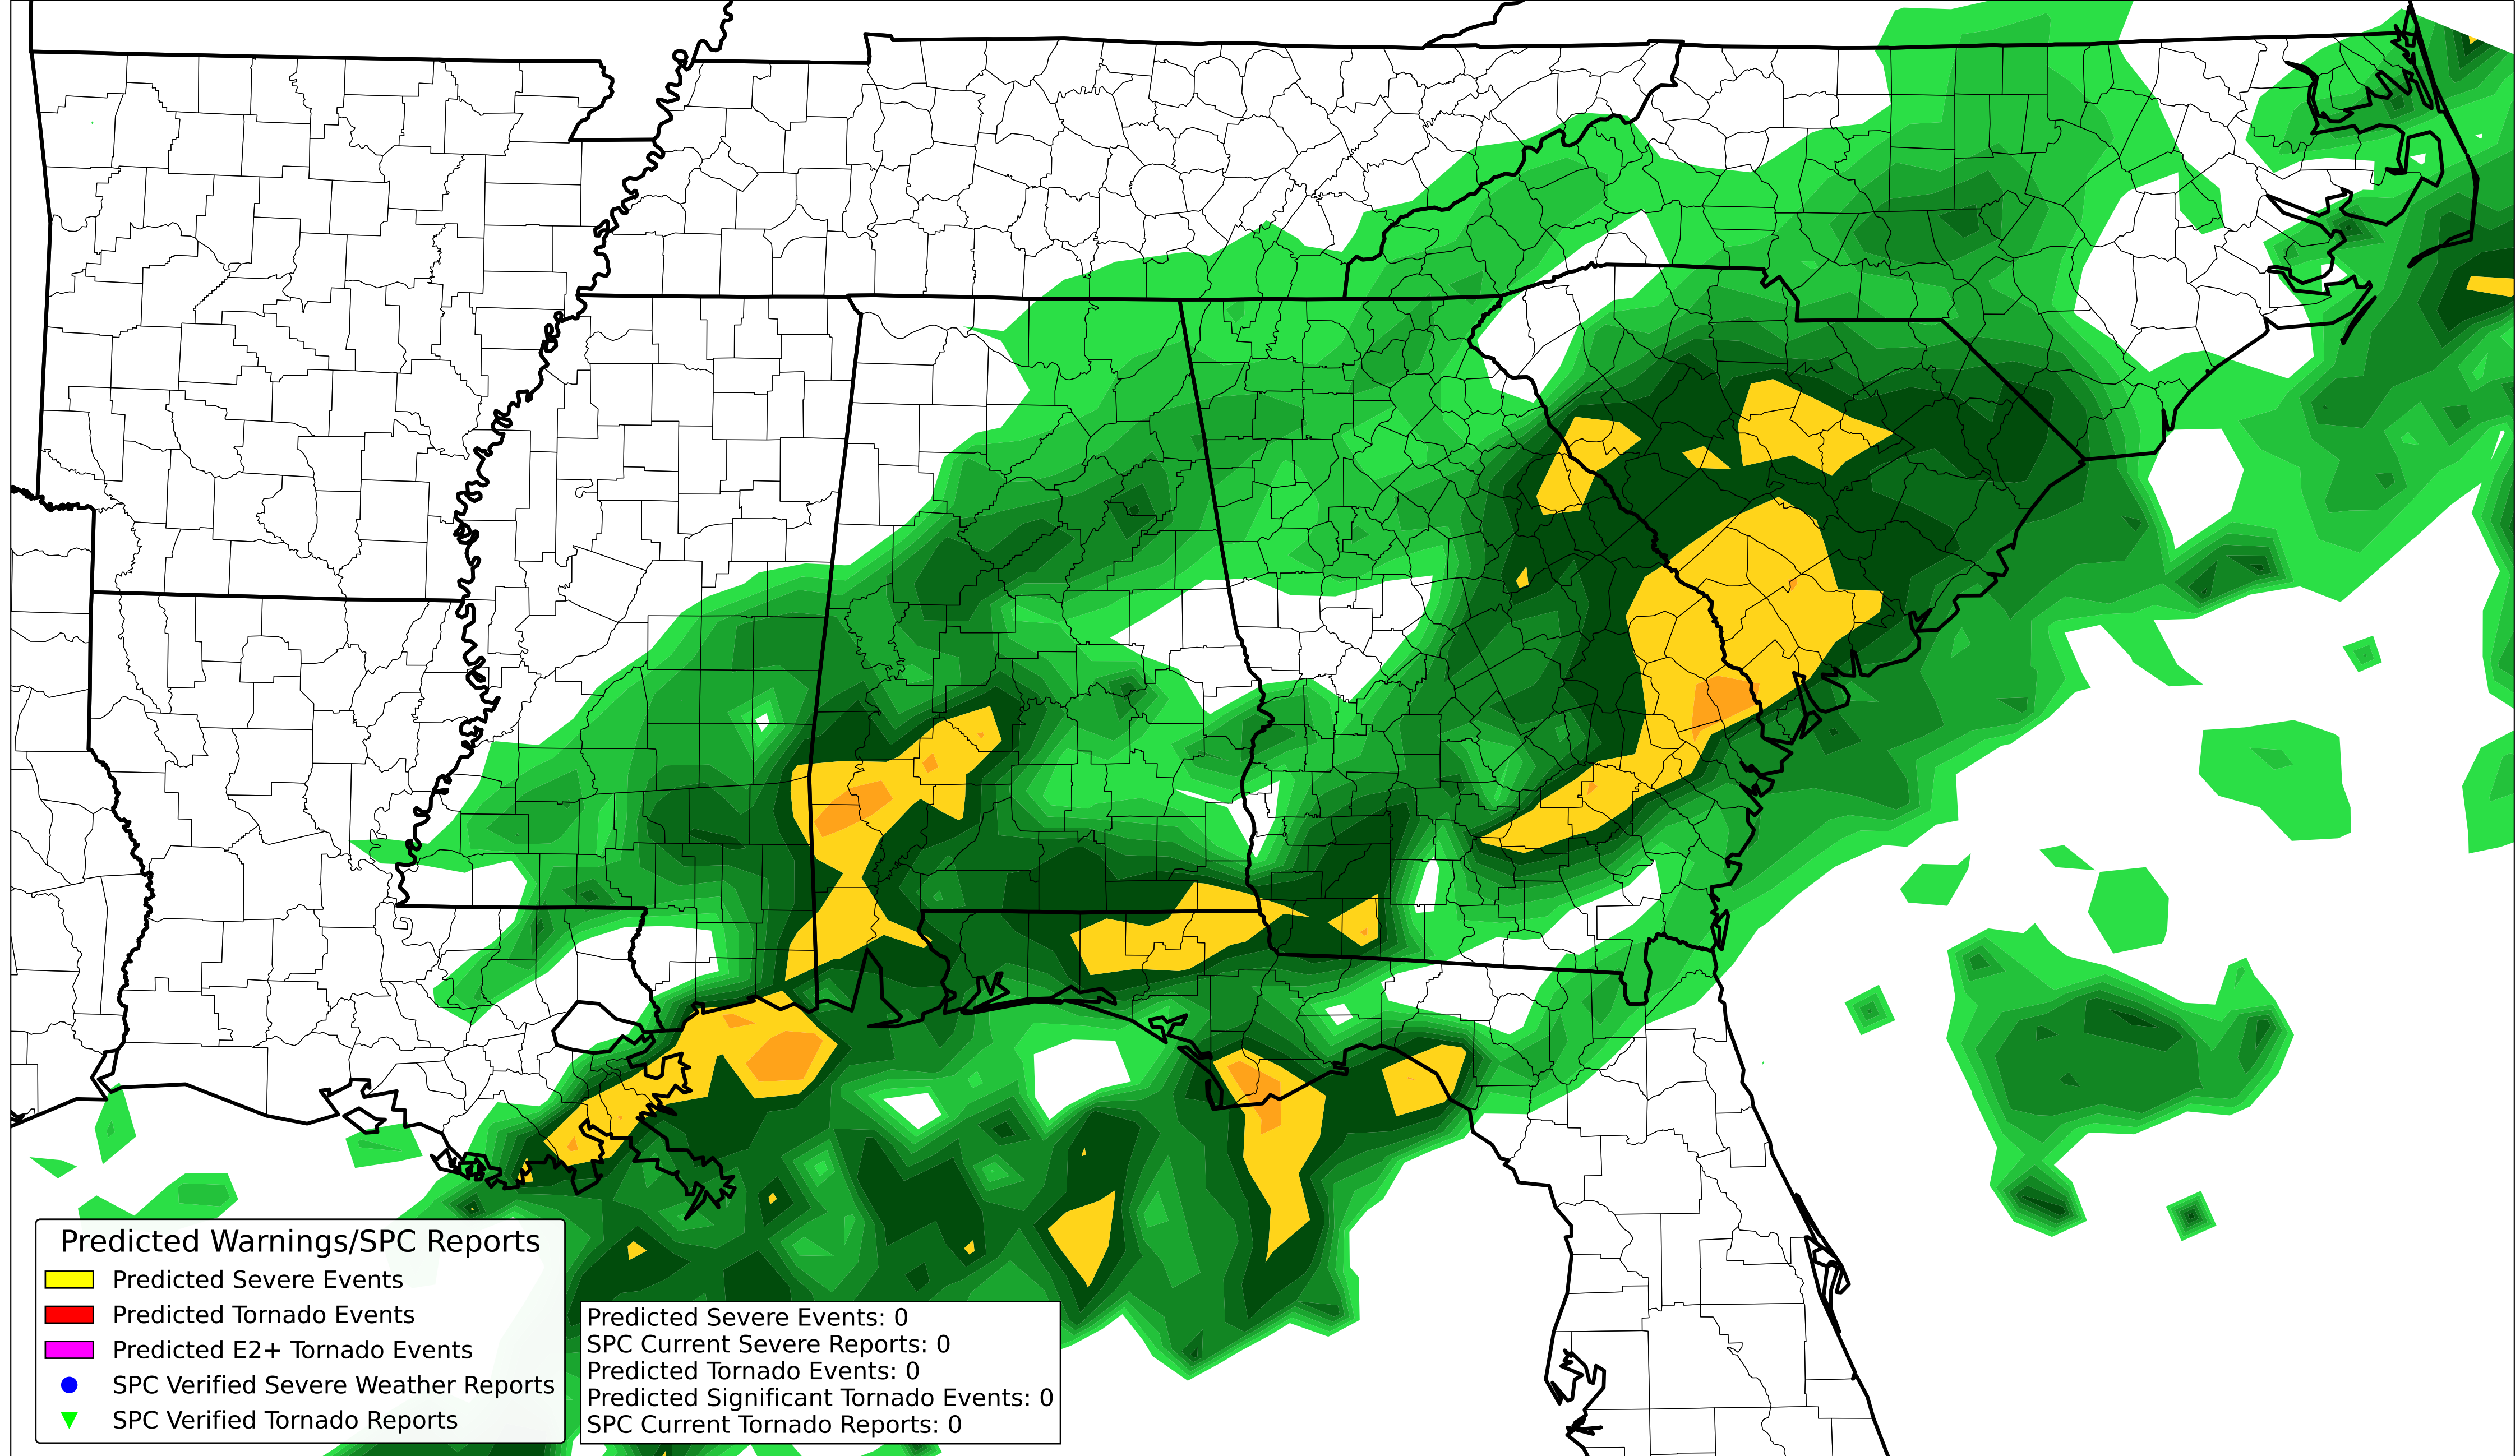 Predicted Warnings/SPC Reports
Predicted Severe Events
Predicted Tornado Events
Predicted E2+ Tornado Events
SPC Verified Severe Weather Reports
SPC Verified Tornado Reports
Predicted Severe Events: 0
SPC Current Severe Reports: 0
Predicted Tornado Events: 0
Predicted Significant Tornado Events: 0
SPC Current Tornado Reports: 0